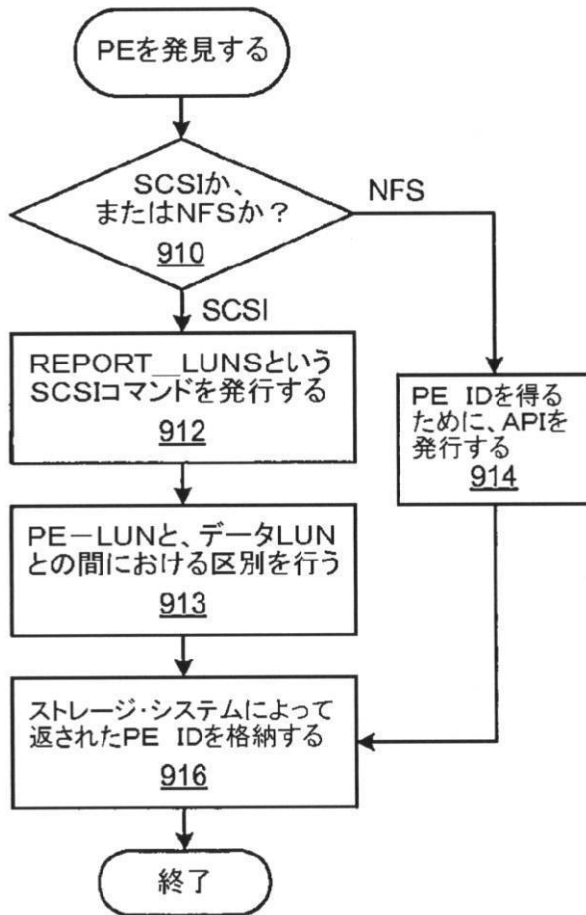 PEを発見する
SCSIか、
またはNFSか？
910
NFS
SCSI
REPORT＿LUNSという
SCSIコマンドを発行する
912
PE IDを得る
ために、APIを
発行する
914
PE－LUNと、データLUN
との間における区別を行う
913
ストレージ・システムによって
返されたPE IDを格納する
916
終了